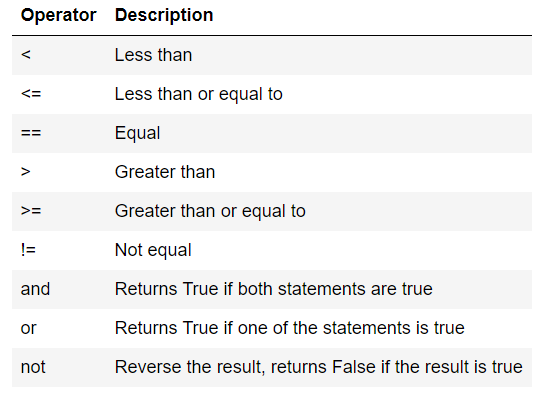 Operator Description
< Less than
<= Less than or equal to
== Equal
> Greater than
>= Greater than or equal to
!= Not equal
and Returns True if both statements are true
or Returns True if one of the statements is true
not Reverse the result, returns False if the result is true